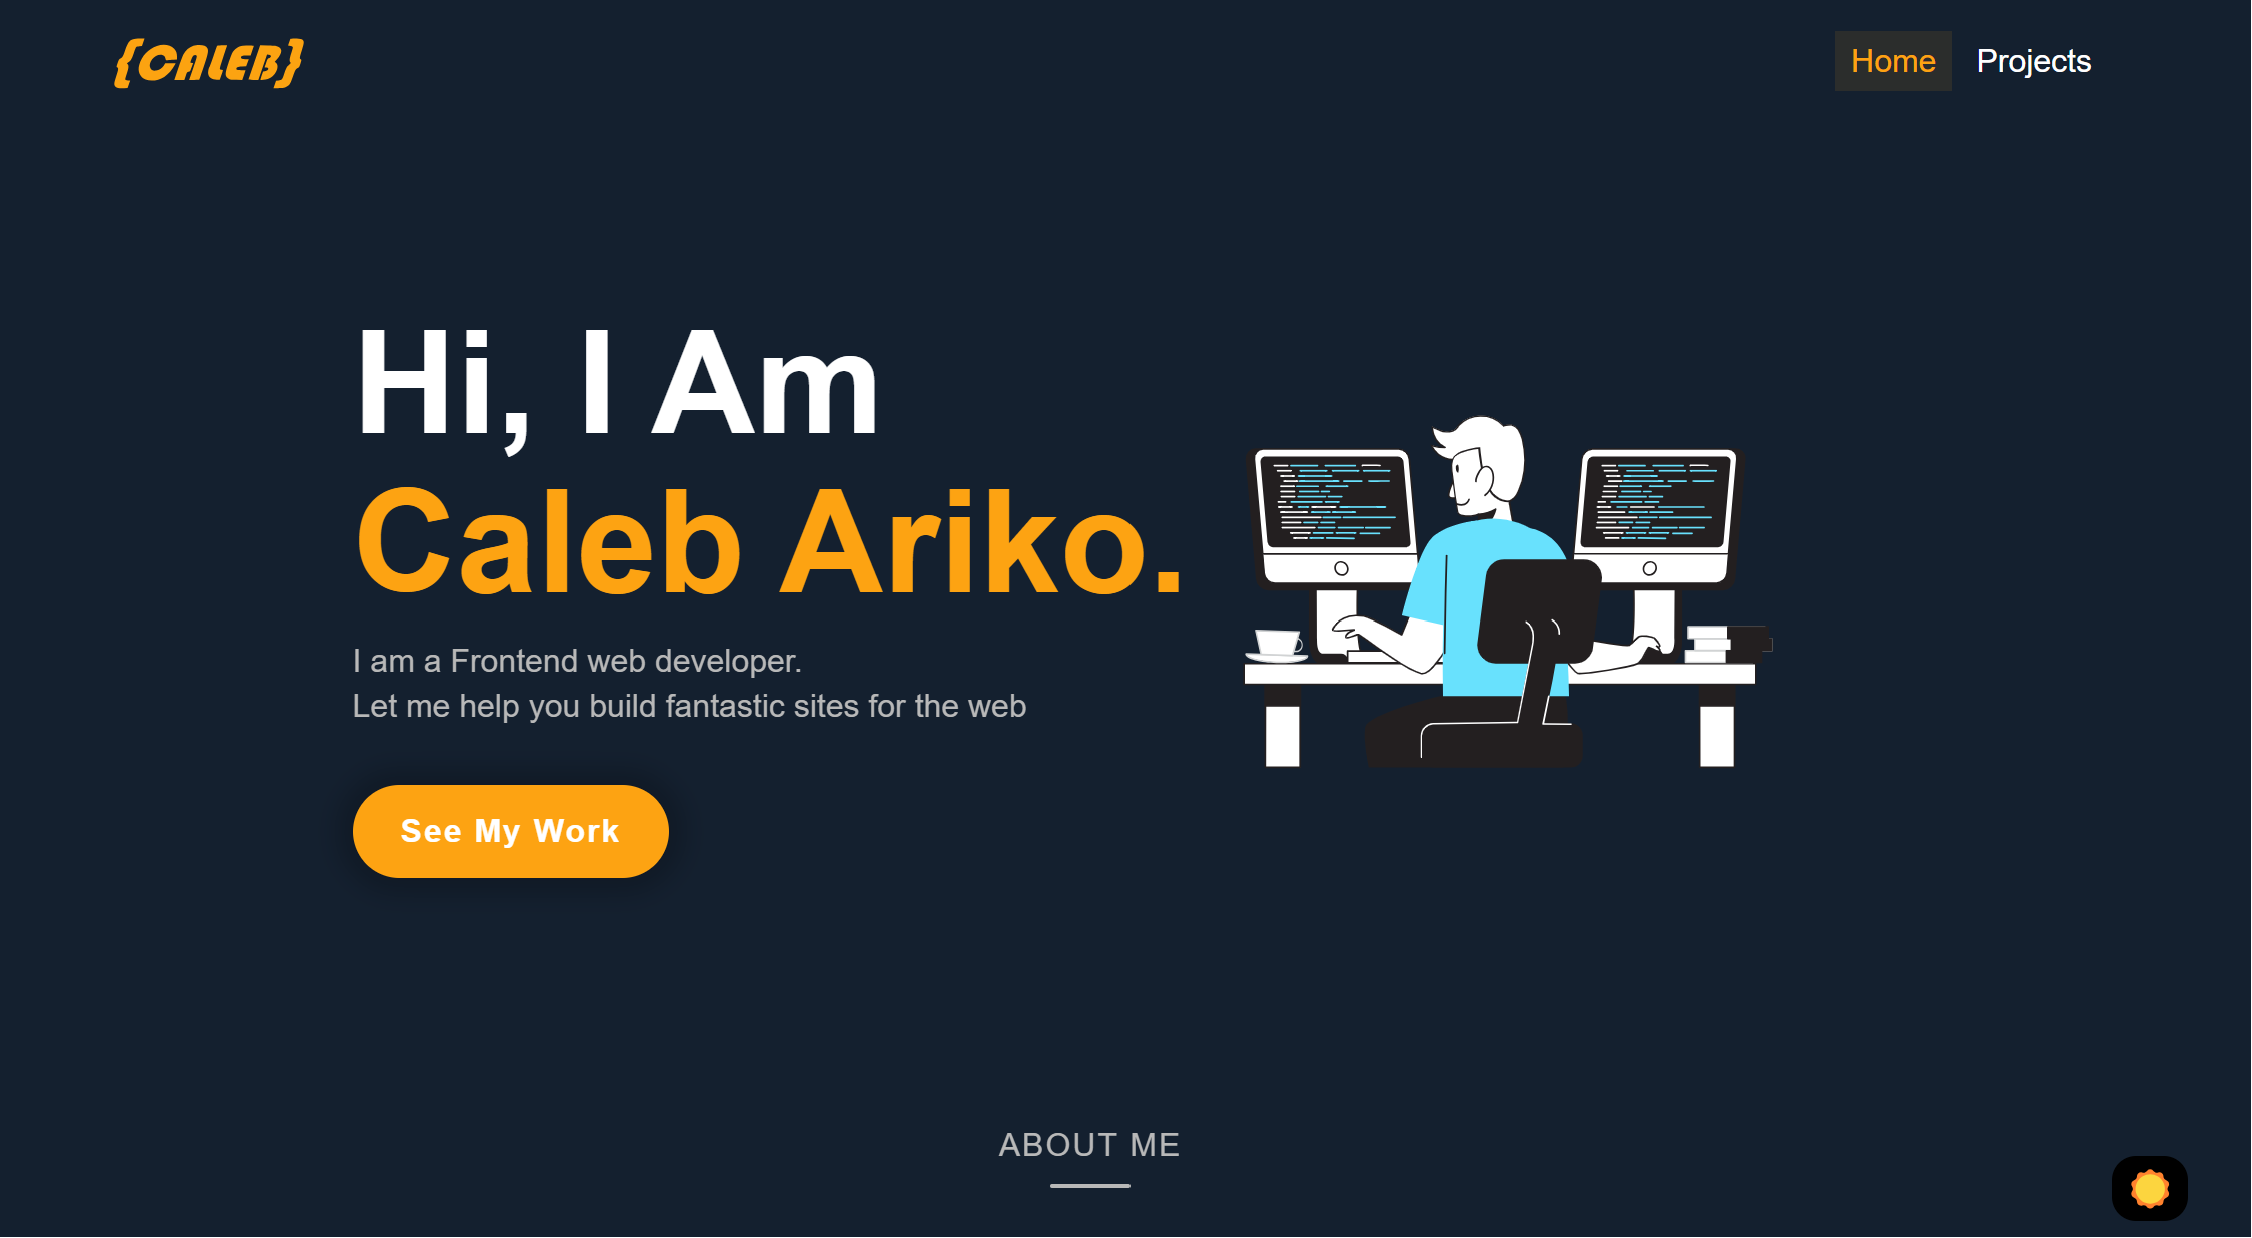 {CALEB}
Home Projects
Hi, I Am
Caleb Ariko.
I am a Frontend web developer.
Let me help you build fantastic sites for the web
See My Work
ABOUT ME